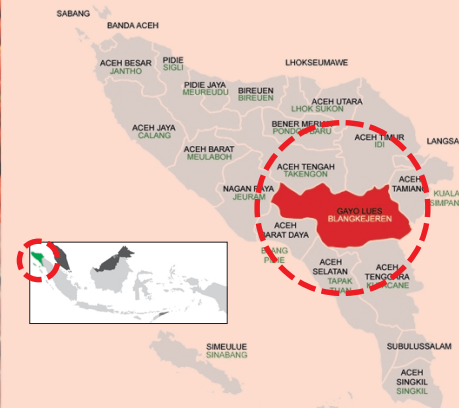 SABANG
BANDA ACEH
ACEH BESAR
JANTHO
PIDIE
SIGLI
LHOKSEUMAWE
PIDIE JAYA
MEUREUDU
BIREUEN
BIREUEN
ACEH UTARA
LHOK SUKON
ACEH JAYA
CALANG
BENER MERIAH
PONDOK BARU
ACEH TIMUR
IDI
LANGSA
ACEH BARAT
MEULABOH
ACEH TENGAH
TAKENGON
NAGAN RAYA
JEURAM
ACEH
TAMIANG
KUALA
SIMPAN
GAYO LUES
BLANGKEJEREN
ACEH
BARAT DAYA
BLANG
PIDIE
ACEH
SELATAN
TAPAK
TUAN
ACEH
TENGGARA
KUTACANE
SIMEULUE
SINABANG
SUBULUSSALAM
ACEH
SINGKIL
SINGKIL